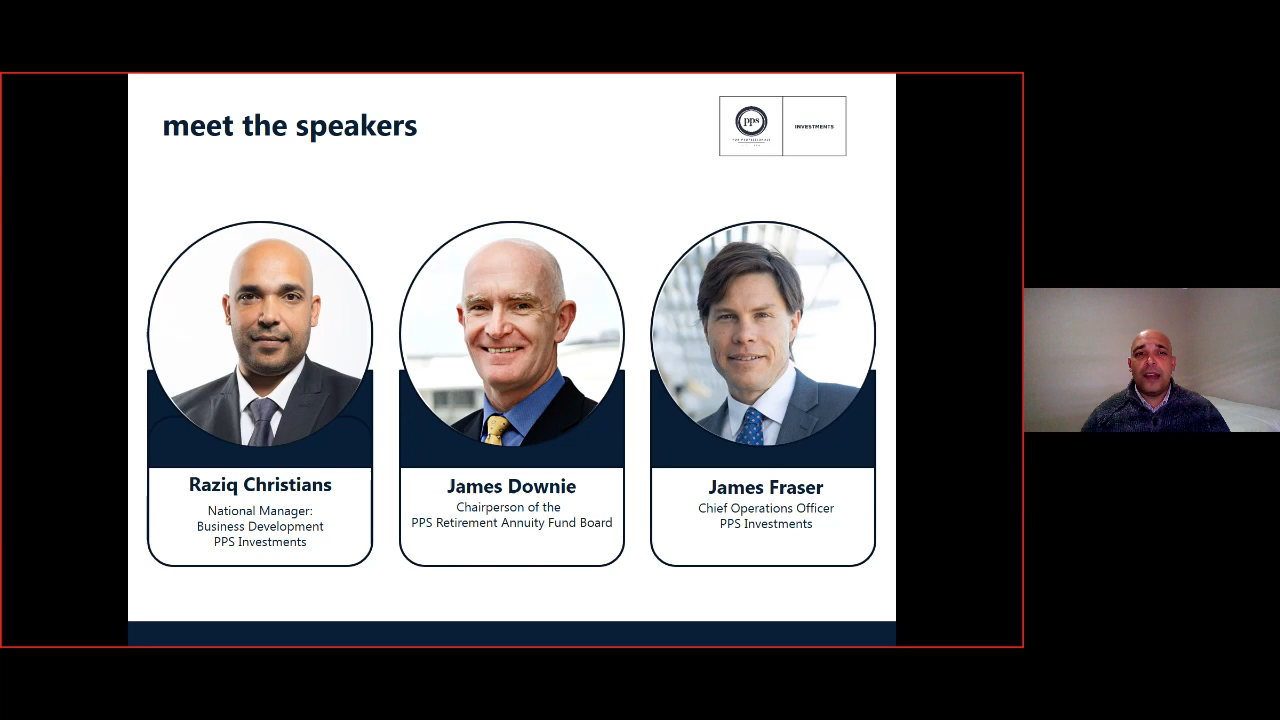 meet the speakers
pps
INVESTMENTS
Raziq Christians
National Manager:
Business Development
PPS Investments
James Downie
Chairperson of the
PPS Retirement Annuity Fund Board
James Fraser
Chief Operations Officer
PPS Investments